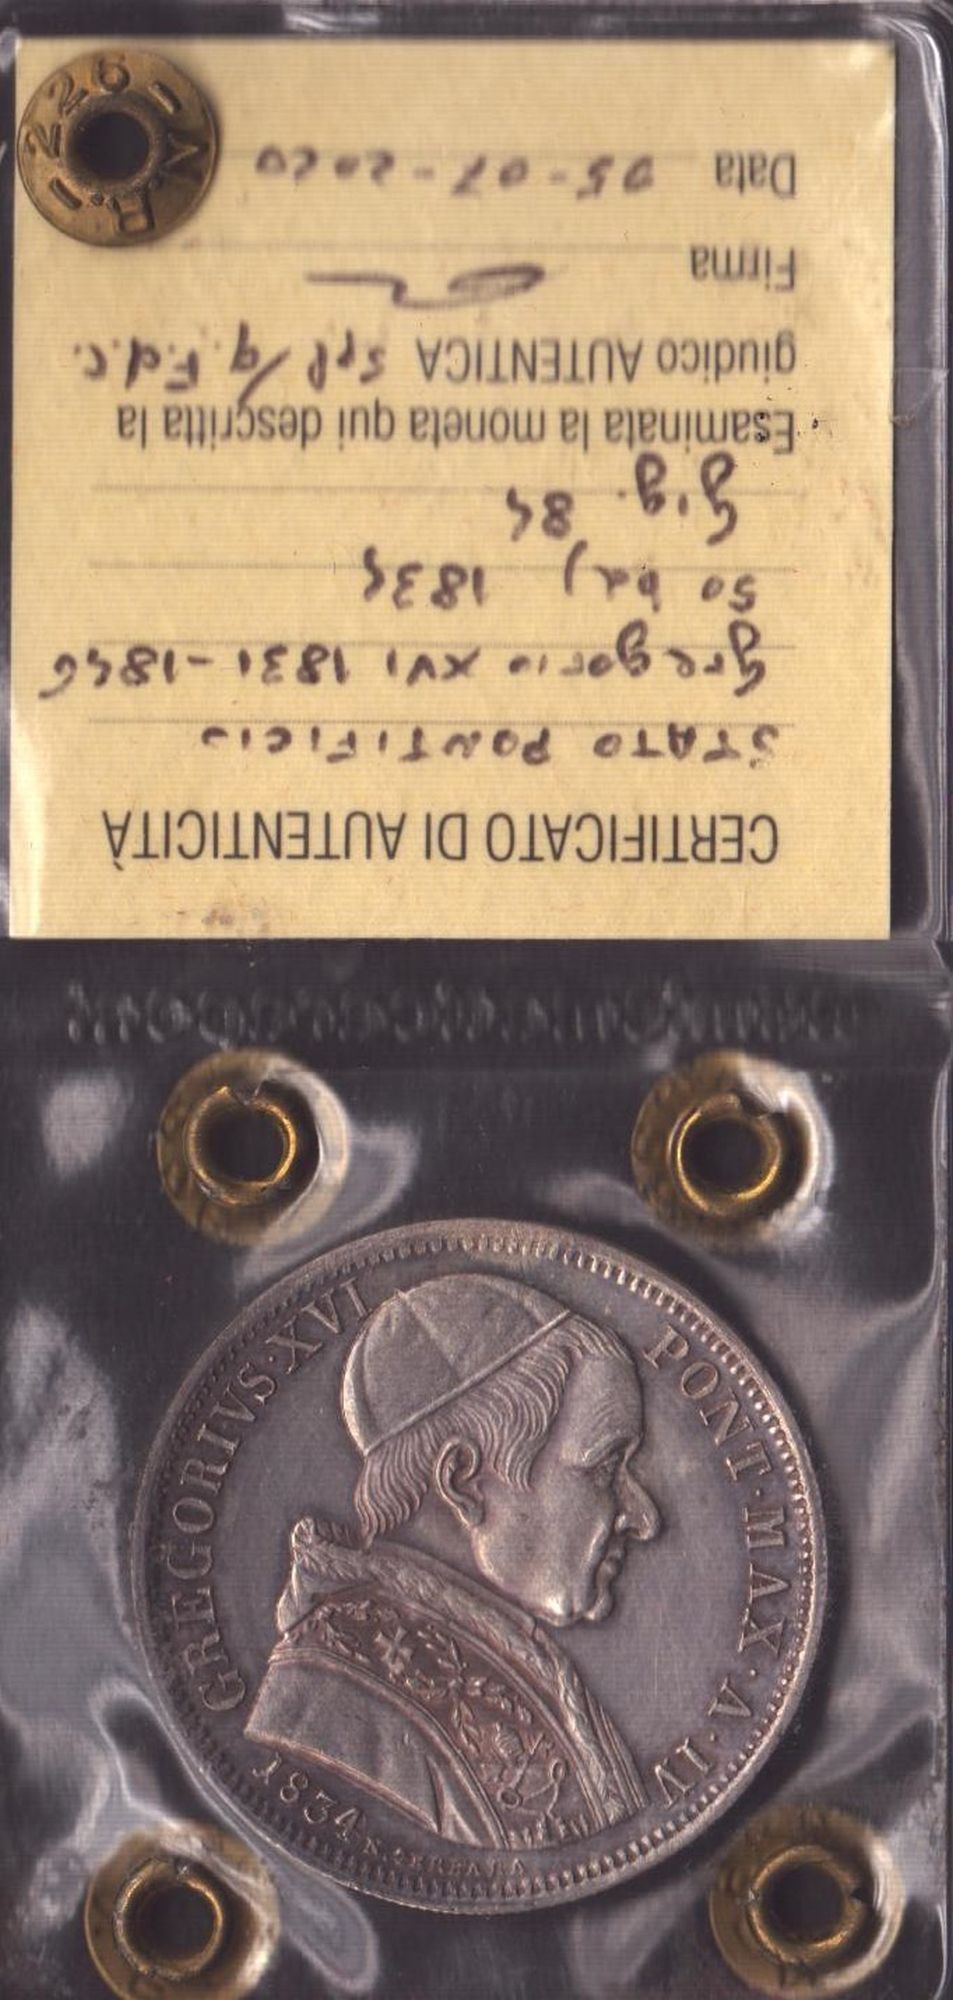 CERTIFICATO DI AUTENTICITÀ
STATO PONTIFICIO
Gregorio XVI 1831-1846
50 baj 1834
Gig. 84
Esaminata la moneta qui descritta la
giudico AUTENTICA Spl/q.F.d.c.
Firma
Data 05-07-2020
R. - 226 - N
GREGORIVS·XVI PONT·MAX·A·IV
1834 N.CERBARA